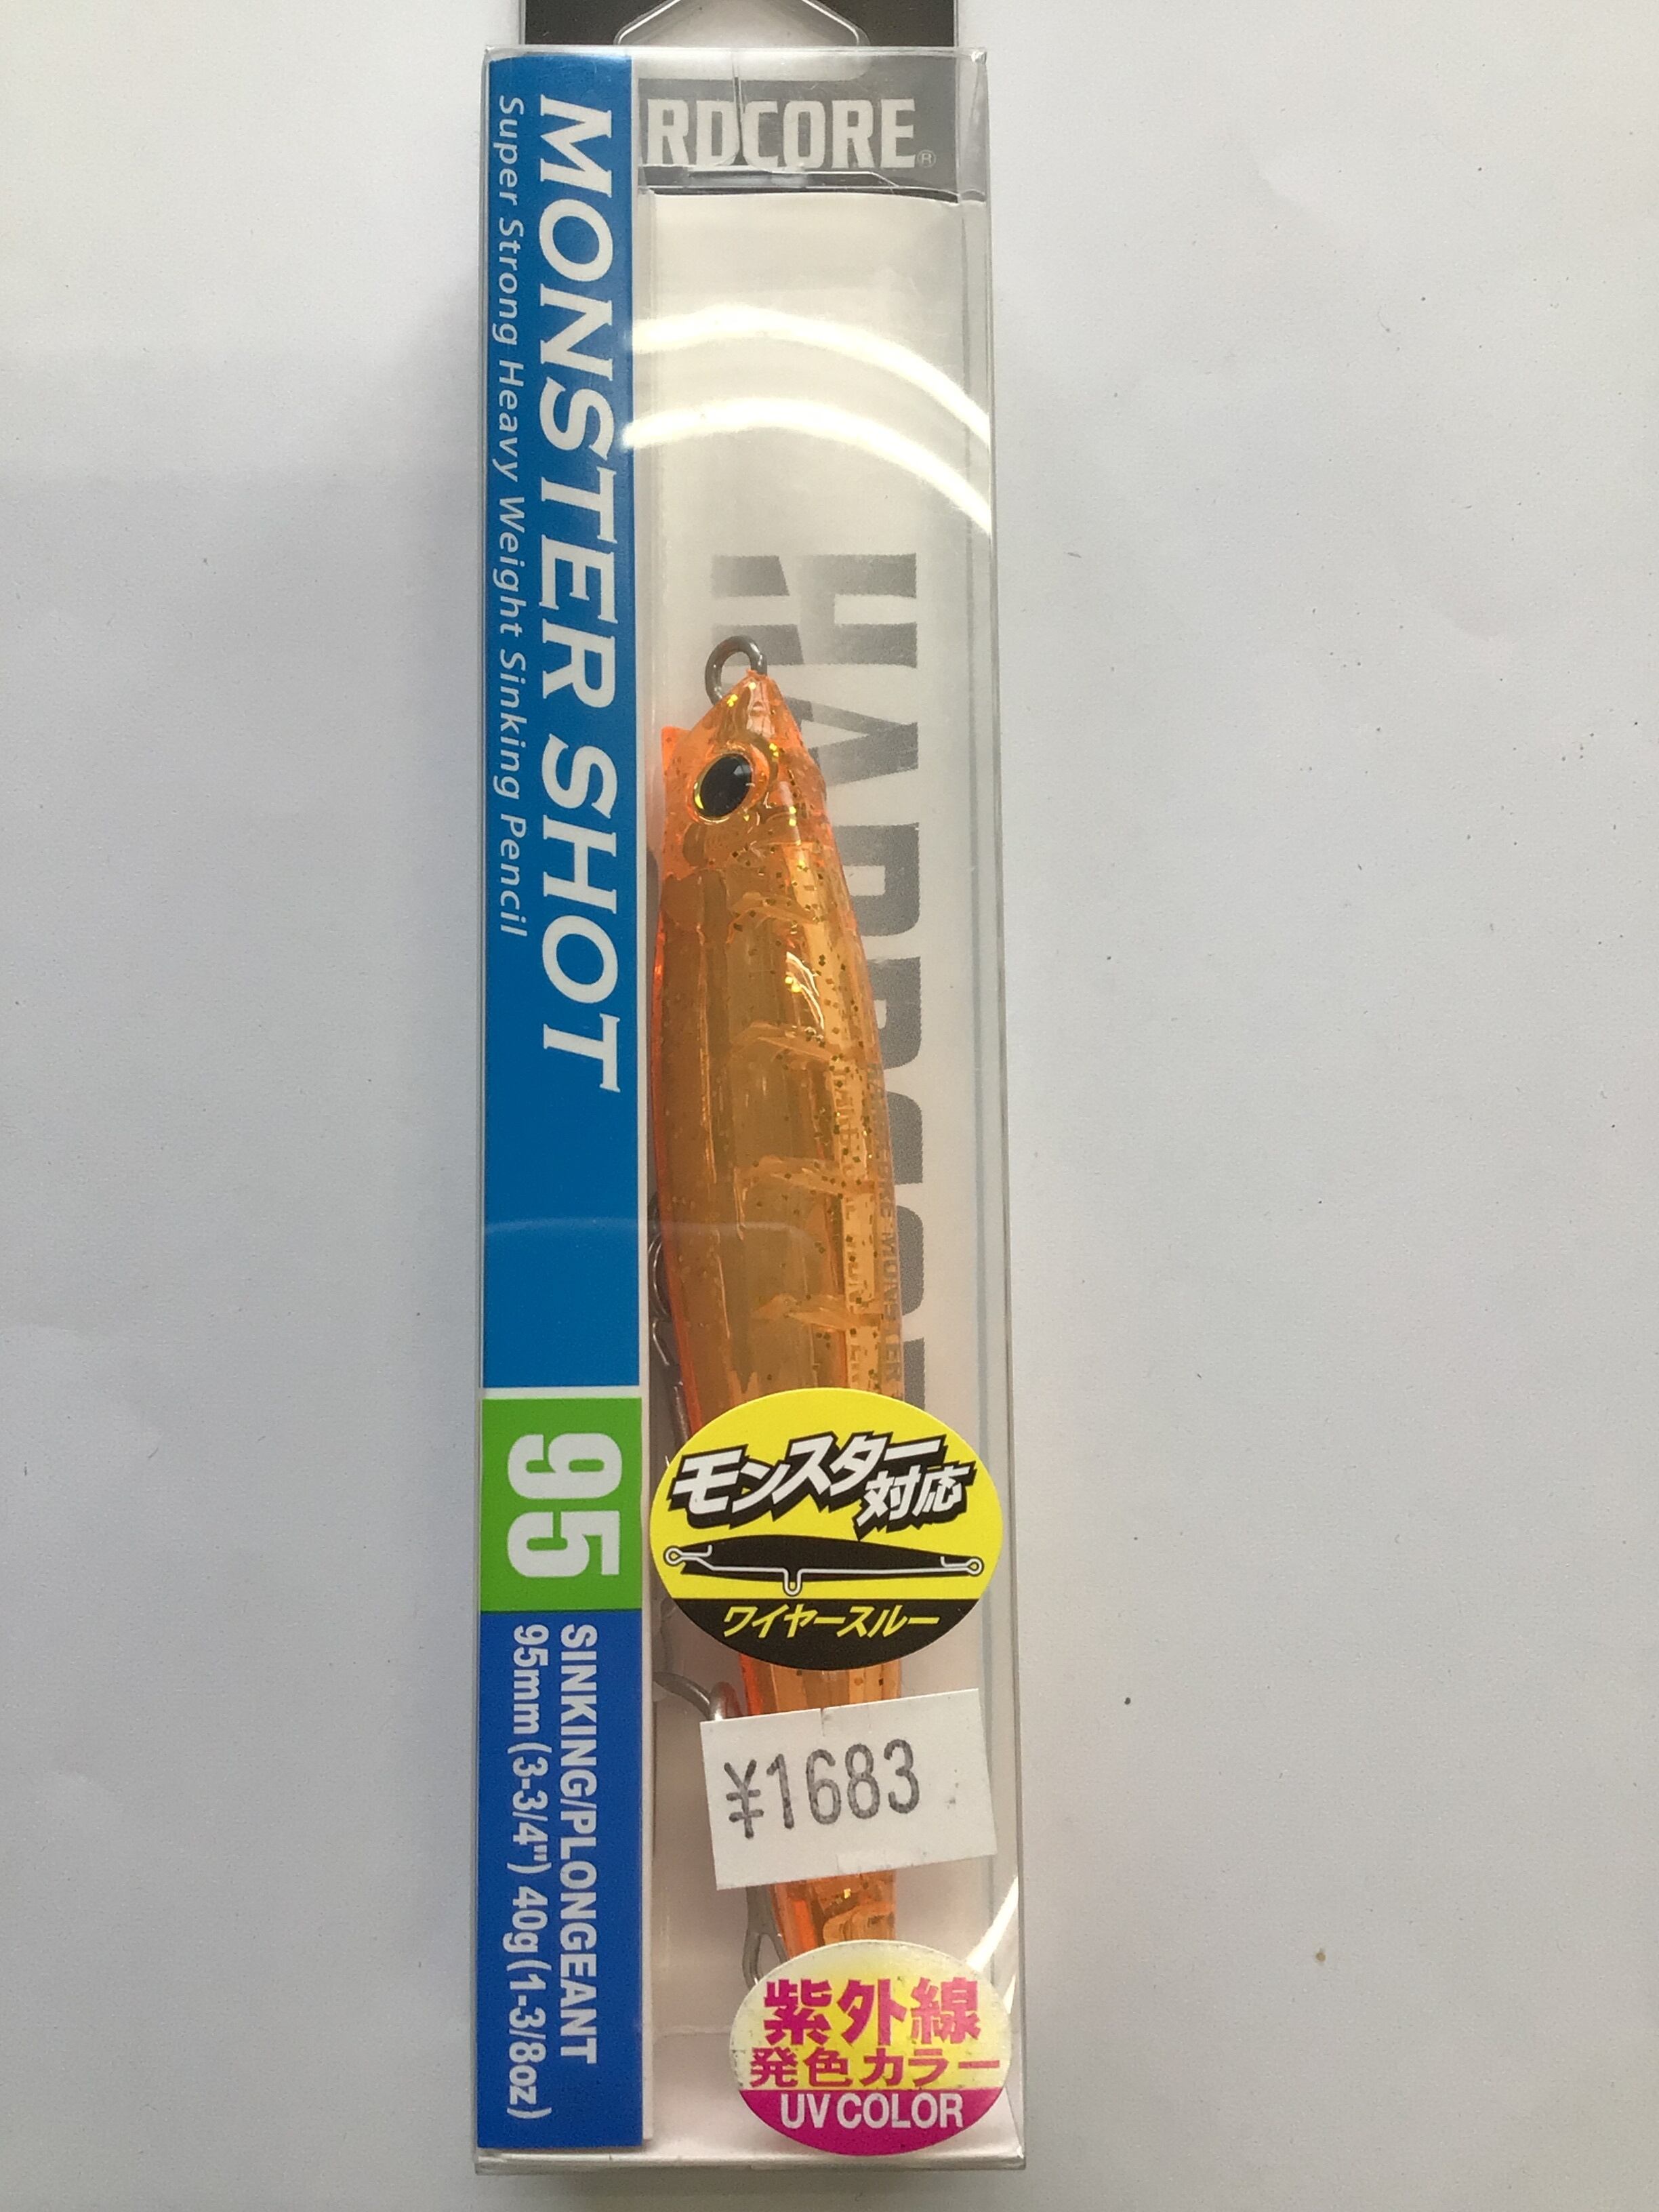 RDCORE®
MONSTER SHOT
Super Strong Heavy Weight Sinking Pencil
95
SINKING/PLONGEANT
95mm (3-3/4") 40g (1-3/8oz)
モンスター
対応
ワイヤースルー
¥1683
紫外線
発色カラー
UV COLOR